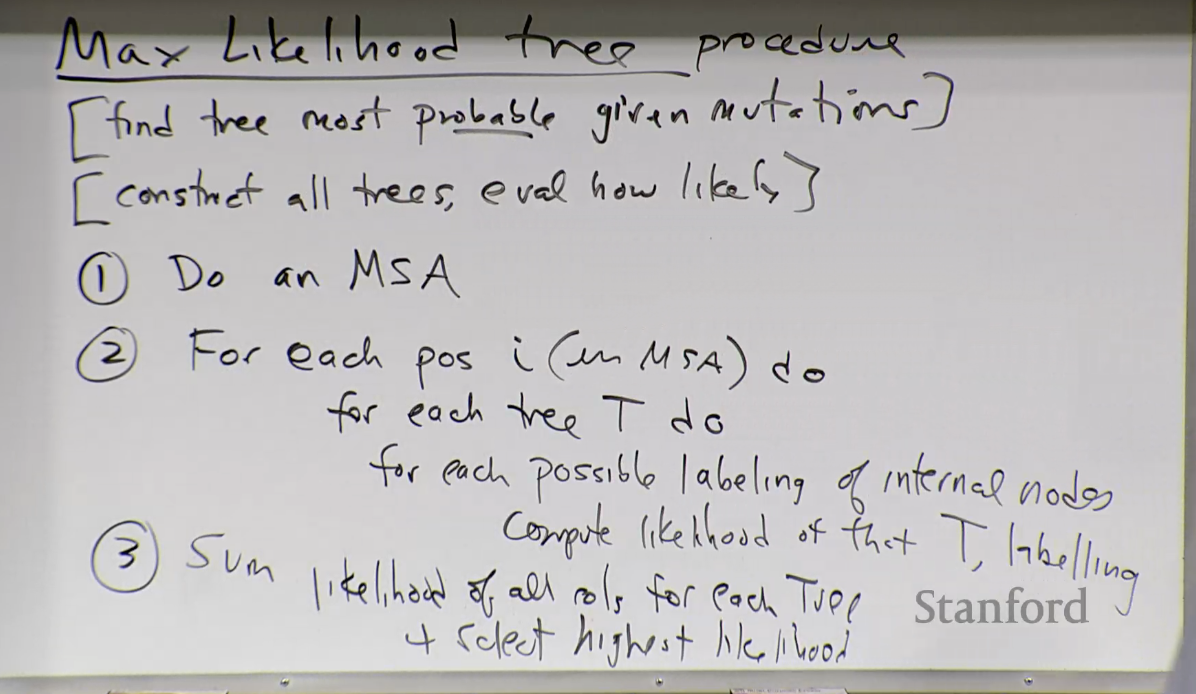 Max Likelihood tree procedure
[find tree most probable given mutations]
[construct all trees, eval how likely]
① Do an MSA
② For each pos i (in MSA) do
for each tree T do
for each possible labeling of internal nodes
Compute likelihood of that T, labelling
③ Sum likelihood of all cols for each Tree
+ select highest likelihood
Stanford